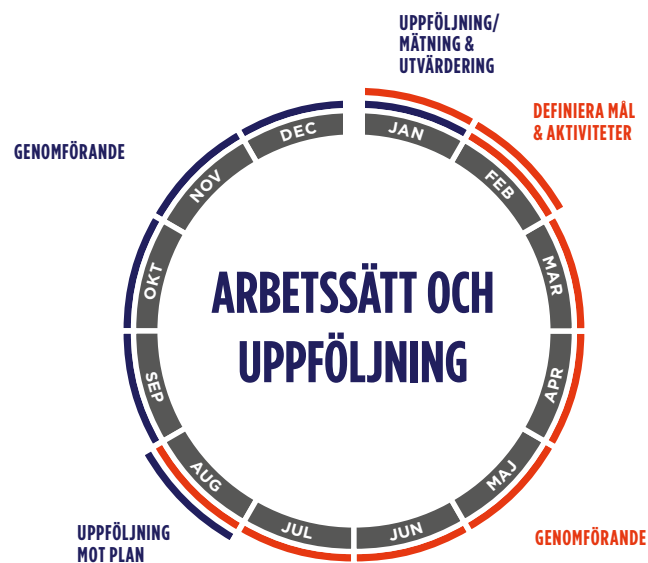 UPPFÖLJNING/
MÄTNING &
UTVÄRDERING
DEFINIERA MÅL
& AKTIVITETER
GENOMFÖRANDE
DEC
JAN
NOV
FEB
OKT
MAR
ARBETSSÄTT OCH
UPPFÖLJNING
SEP
APR
AUG
MAJ
JUL
JUN
UPPFÖLJNING
MOT PLAN
GENOMFÖRANDE